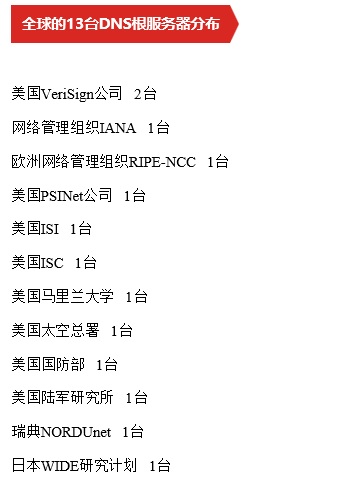 全球的13台DNS根服务器分布
美国VeriSign公司 2台
网络管理组织IANA 1台
欧洲网络管理组织RIPE-NCC 1台
美国PSINet公司 1台
美国ISI 1台
美国ISC 1台
美国马里兰大学 1台
美国太空总署 1台
美国国防部 1台
美国陆军研究所 1台
瑞典NORDUnet 1台
日本WIDE研究计划 1台